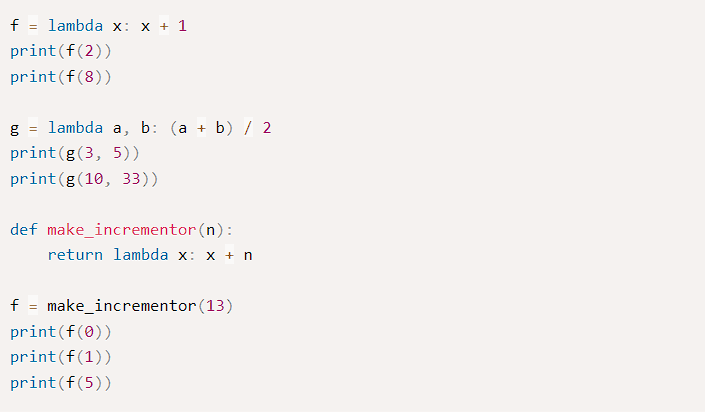 f = lambda x: x + 1
print(f(2))
print(f(8))

g = lambda a, b: (a + b) / 2
print(g(3, 5))
print(g(10, 33))

def make_incrementor(n):
    return lambda x: x + n

f = make_incrementor(13)
print(f(0))
print(f(1))
print(f(5))